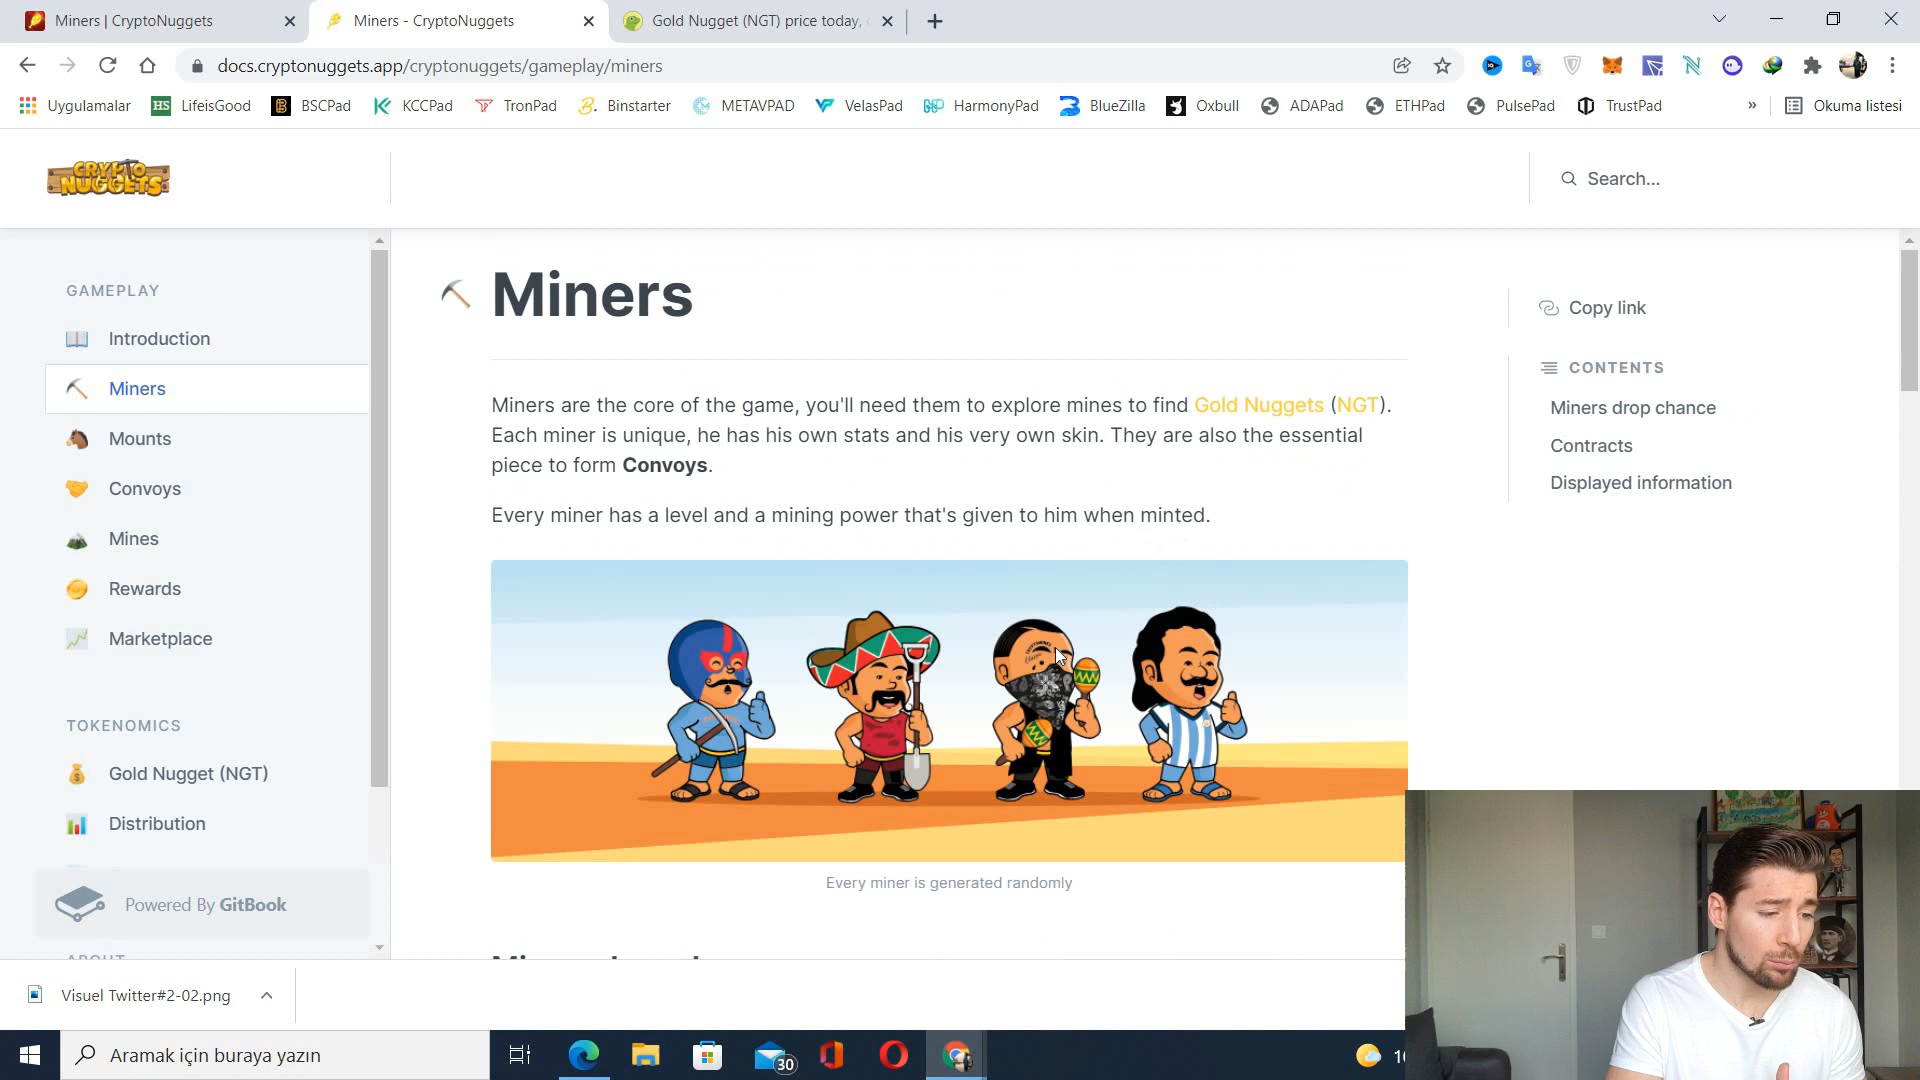 Miners | CryptoNuggets
Miners - CryptoNuggets
Gold Nugget (NGT) price today,
docs.cryptonuggets.app/cryptonuggets/gameplay/miners
Uygulamalar
HS LifeisGood
BSCPad
KCCPad
TronPad
Binstarter
METAVPAD
VelasPad
HarmonyPad
BlueZilla
Oxbull
ADAPad
ETHPad
PulsePad
TrustPad
»
Okuma listesi
CRYPTO
NUGGETS
Search...
GAMEPLAY
Introduction
Miners
Mounts
Convoys
Mines
Rewards
Marketplace
TOKENOMICS
Gold Nugget (NGT)
Distribution
Powered By GitBook
Miners
Miners are the core of the game, you'll need them to explore mines to find Gold Nuggets (NGT).
Each miner is unique, he has his own stats and his very own skin. They are also the essential
piece to form Convoys.
Every miner has a level and a mining power that's given to him when minted.
Every miner is generated randomly
Copy link
CONTENTS
Miners drop chance
Contracts
Displayed information
Visuel Twitter#2-02.png
Aramak için buraya yazın
30